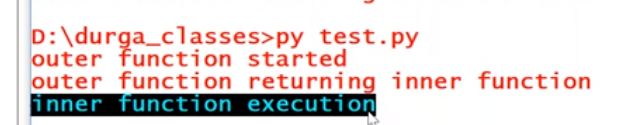 D:\durga_classes>py test.py
outer function started
outer function returning inner function
inner function execution